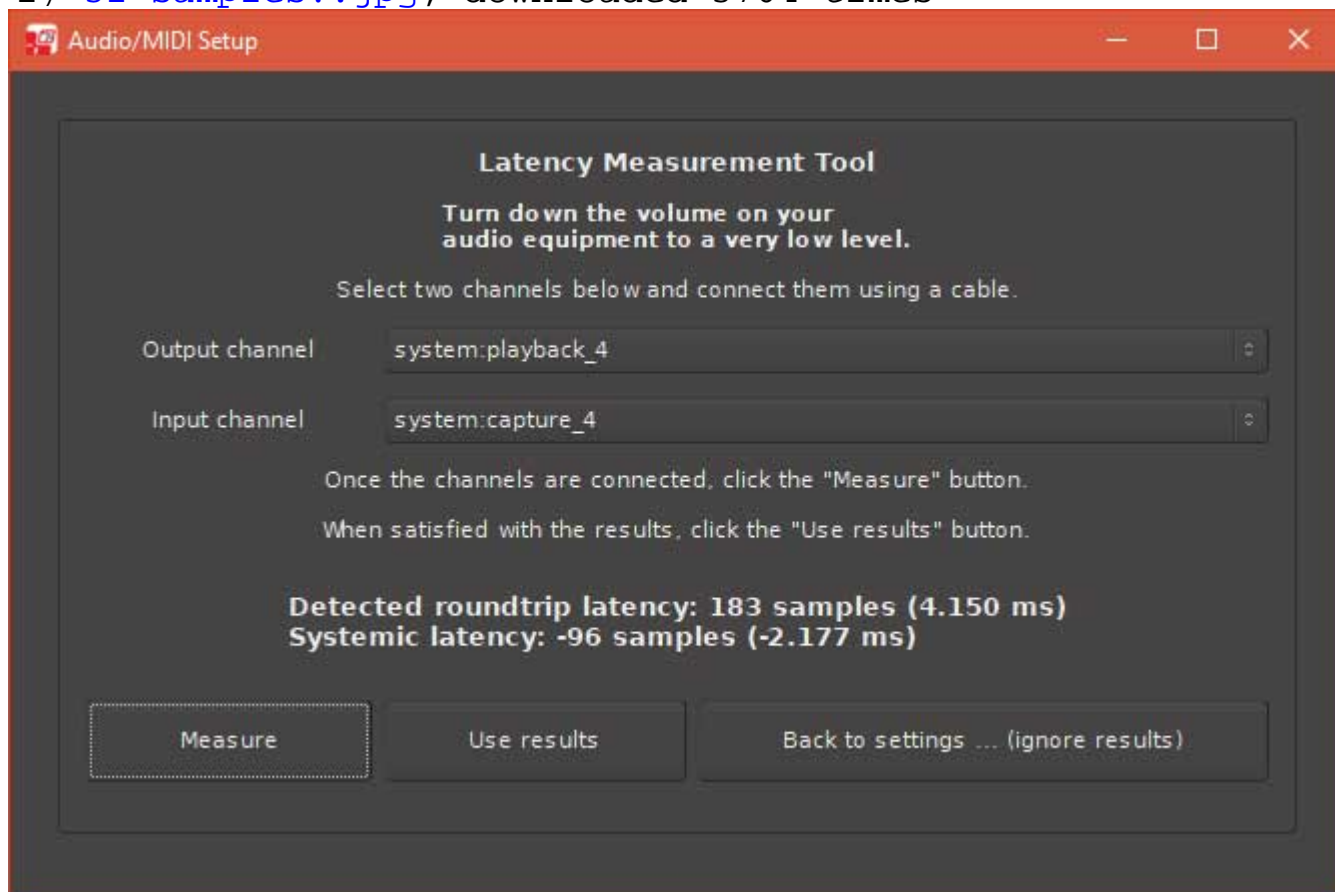 Audio/MIDI Setup
Latency Measurement Tool
Turn down the volume on your
audio equipment to a very low level.
Select two channels below and connect them using a cable.
Output channel system:playback_4
Input channel system:capture_4
Once the channels are connected, click the "Measure" button.
When satisfied with the results, click the "Use results" button.
Detected roundtrip latency: 183 samples (4.150 ms)
Systemic latency: -96 samples (-2.177 ms)
Measure Use results Back to settings ... (ignore results)